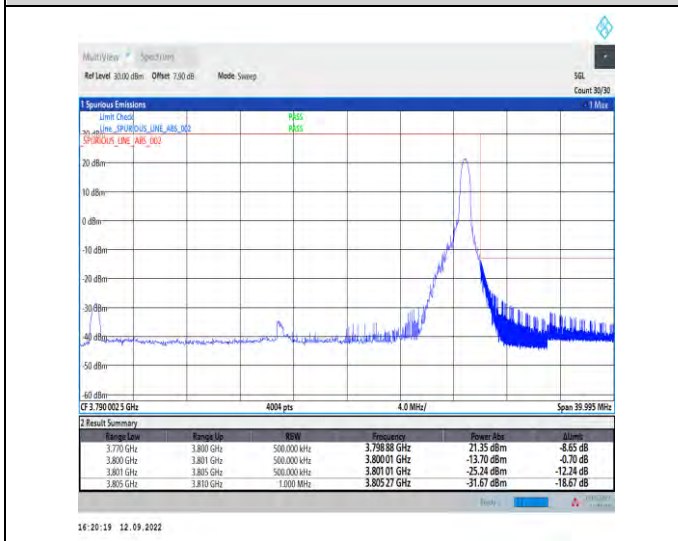 MultiView Spectrum
Ref Level 30.00 dBm Offset 7.90 dB Mode Sweep SGL
Count 30/30
1 Spurious Emissions 1 Max
Limit Check PASS
Line _SPURIOUS_LINE_ABS_002 PASS
_SPURIOUS_LINE_ABS_002
20 dBm
10 dBm
0 dBm
-10 dBm
-20 dBm
-30 dBm
-40 dBm
-50 dBm
-60 dBm
CF 3.790 002 5 GHz 4004 pts 4.0 MHz/ Span 39.995 MHz
2 Result Summary
Range Low Range Up RBW Frequency Power Abs ΔLimit
3.770 GHz 3.800 GHz 500.000 kHz 3.798 88 GHz 21.35 dBm -8.65 dB
3.800 GHz 3.801 GHz 500.000 kHz 3.800 01 GHz -13.70 dBm -0.70 dB
3.801 GHz 3.805 GHz 500.000 kHz 3.801 01 GHz -25.24 dBm -12.24 dB
3.805 GHz 3.810 GHz 1.000 MHz 3.805 27 GHz -31.67 dBm -18.67 dB
16:20:19 12.09.2022